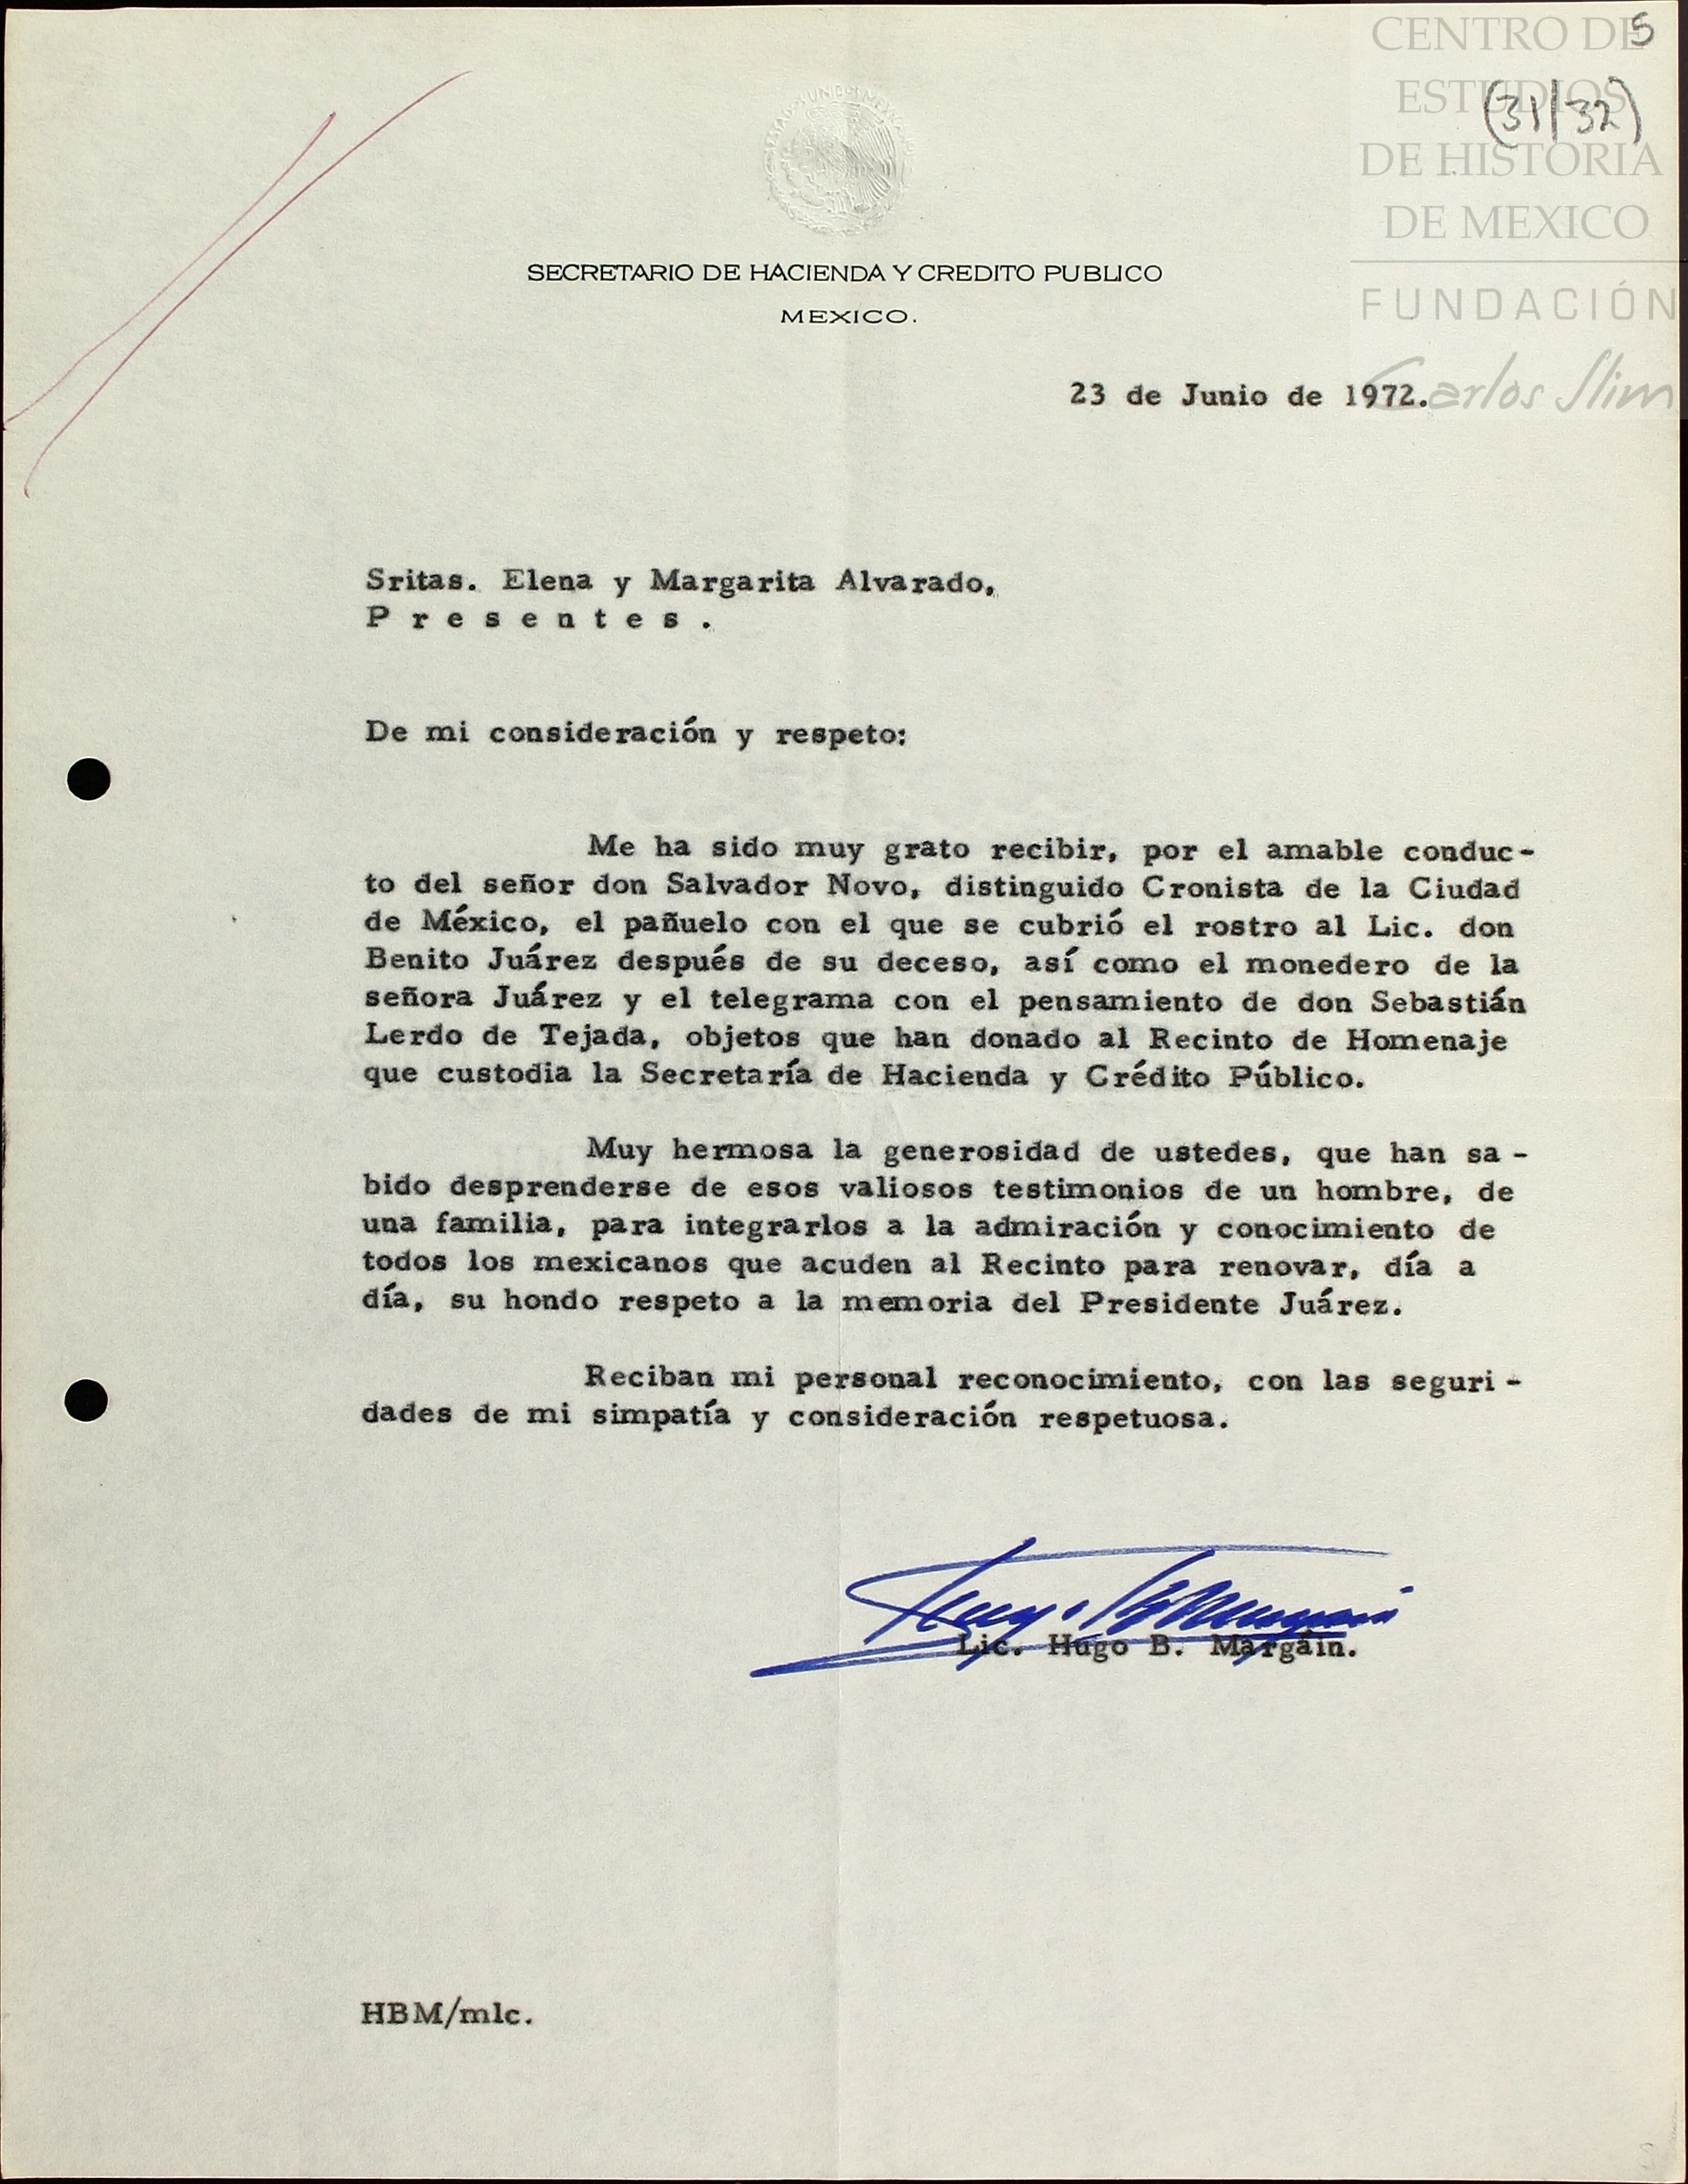 CENTRO DE
5
ESTUDIOS
(31/32)
DE HISTORIA
DE MEXICO
FUNDACIÓN
Carlos Slim
SECRETARIO DE HACIENDA Y CREDITO PUBLICO
MEXICO.
23 de Junio de 1972.
Sritas. Elena y Margarita Alvarado,
P r e s e n t e s .
De mi consideración y respeto:
Me ha sido muy grato recibir, por el amable conduc-
to del señor don Salvador Novo, distinguido Cronista de la Ciudad
de México, el pañuelo con el que se cubrió el rostro al Lic. don
Benito Juárez después de su deceso, así como el monedero de la
señora Juárez y el telegrama con el pensamiento de don Sebastián
Lerdo de Tejada, objetos que han donado al Recinto de Homenaje
que custodia la Secretaría de Hacienda y Crédito Público.
Muy hermosa la generosidad de ustedes, que han sa -
bido desprenderse de esos valiosos testimonios de un hombre, de
una familia, para integrarlos a la admiración y conocimiento de
todos los mexicanos que acuden al Recinto para renovar, día a
día, su hondo respeto a la memoria del Presidente Juárez.
Reciban mi personal reconocimiento, con las seguri -
dades de mi simpatía y consideración respetuosa.
Lic. Hugo B. Margáin.
HBM/mlc.